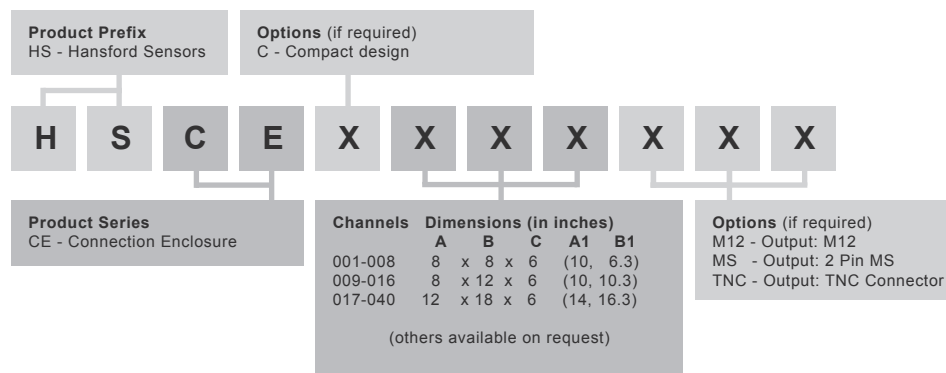 Product Prefix
HS - Hansford Sensors
Options (if required)
C - Compact design
H S C E X X X X X X X
Product Series
CE - Connection Enclosure
Channels Dimensions (in inches)
A B C A1 B1
001-008 8 x 8 x 6 (10, 6.3)
009-016 8 x 12 x 6 (10, 10.3)
017-040 12 x 18 x 6 (14, 16.3)
(others available on request)
Options (if required)
M12 - Output: M12
MS - Output: 2 Pin MS
TNC - Output: TNC Connector